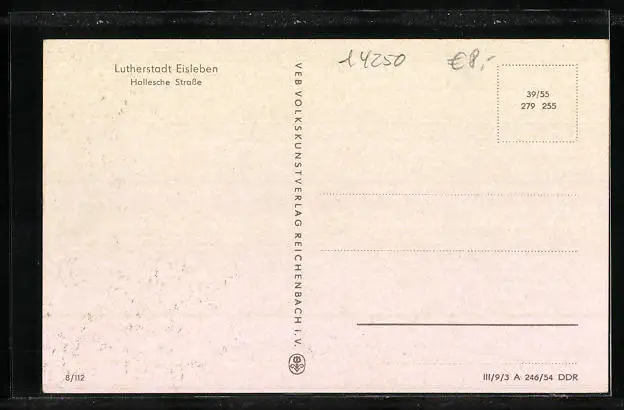 Lutherstadt Eisleben
Hallesche Straße
VEB VOLKSKUNSTVERLAG REICHENBACH i. V.
14250 €8,-
39/55
279 255
8/112
III/9/3 A 246/54 DDR